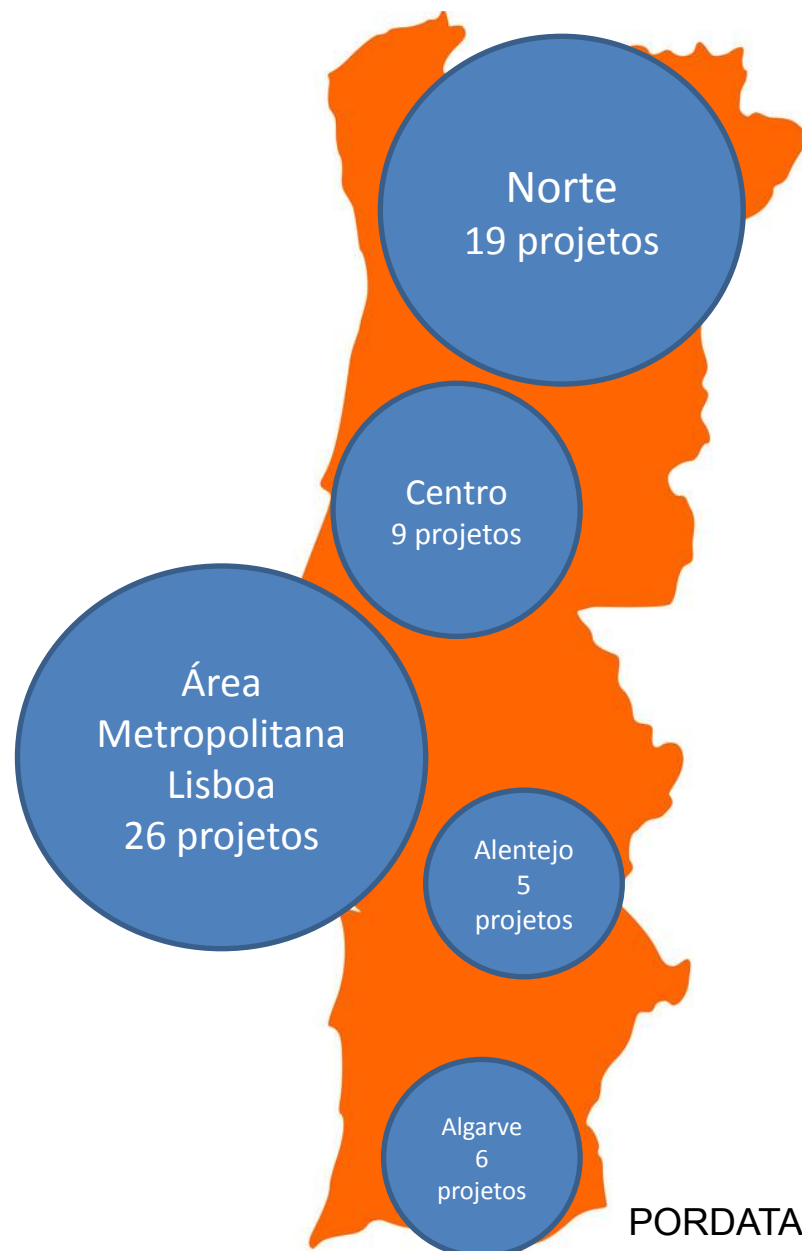 Norte
19 projetos
Centro
9 projetos
Área
Metropolitana
Lisboa
26 projetos
Alentejo
5
projetos
Algarve
6
projetos
PORDATA